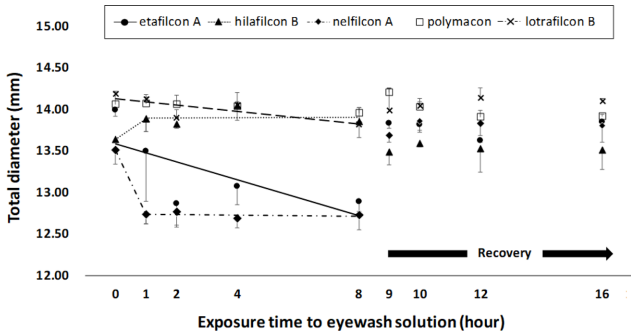 etafilcon A hilafilcon B nelfilcon A polymacon lotrafilcon B
Total diameter (mm)
15.00
14.50
14.00
13.50
13.00
12.50
12.00
Recovery
0 1 2 4 8 9 10 12 16
Exposure time to eyewash solution (hour)